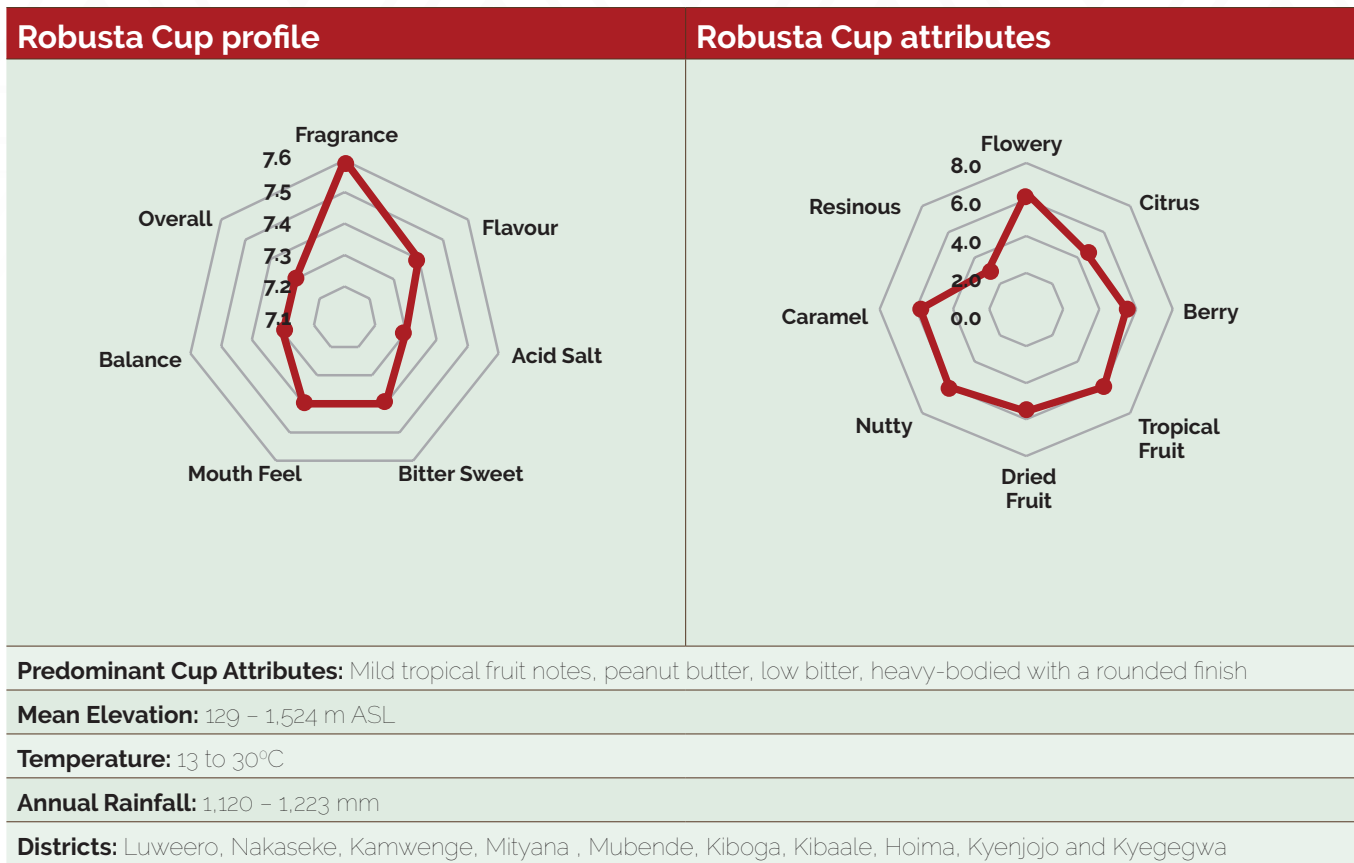 Robusta Cup profile
Robusta Cup attributes
Fragrance
7.6
7.5
7.4
7.3
7.2
7.1
Overall
Flavour
Balance
Acid Salt
Mouth Feel
Bitter Sweet
Flowery
8.0
6.0
4.0
2.0
0.0
Resinous
Citrus
Caramel
Berry
Nutty
Tropical
Fruit
Dried
Fruit
Predominant Cup Attributes: Mild tropical fruit notes, peanut butter, low bitter, heavy-bodied with a rounded finish
Mean Elevation: 129 – 1,524 m ASL
Temperature: 13 to 30⁰C
Annual Rainfall: 1,120 – 1,223 mm
Districts: Luweero, Nakaseke, Kamwenge, Mityana , Mubende, Kiboga, Kibaale, Hoima, Kyenjojo and Kyegegwa